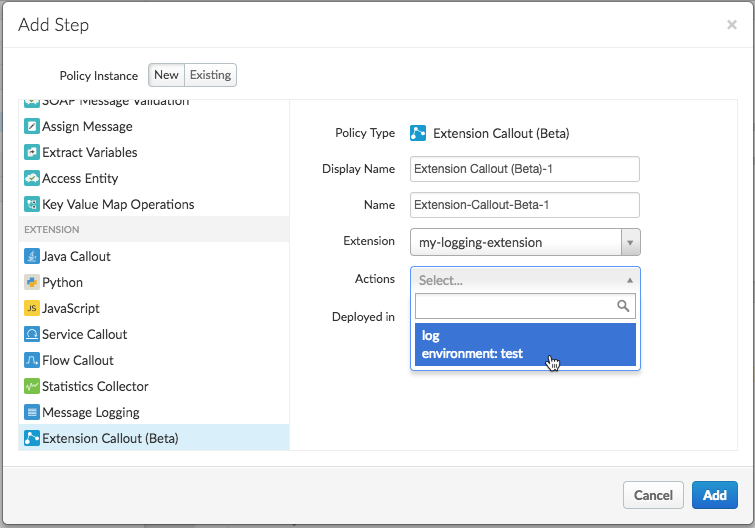 Add Step
×
Policy Instance New Existing
SOAP Message Validation
Assign Message
Extract Variables
Access Entity
Key Value Map Operations
EXTENSION
Java Callout
Python
JS JavaScript
Service Callout
Flow Callout
Statistics Collector
Message Logging
Extension Callout (Beta)
Policy Type Extension Callout (Beta)
Display Name Extension Callout (Beta)-1
Name Extension-Callout-Beta-1
Extension my-logging-extension
Actions Select...
Deployed in
log
environment: test
Cancel Add